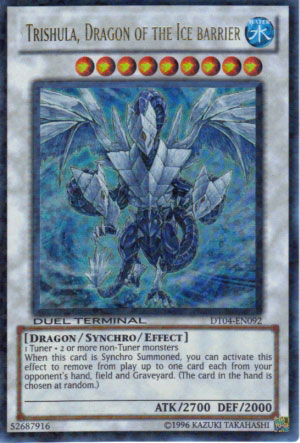 TRISHULA, DRAGON OF THE ICE BARRIER
WATER
水
DUEL TERMINAL
DT04-EN092
[DRAGON/SYNCHRO/EFFECT]
1 Tuner + 2 or more non-Tuner monsters
When this card is Synchro Summoned, you can activate this
effect to remove from play up to one card each from your
opponent's hand, field and Graveyard. (The card in the hand is
chosen at random.)
ATK/2700 DEF/2000
52687916
©1996 KAZUKI TAKAHASHI